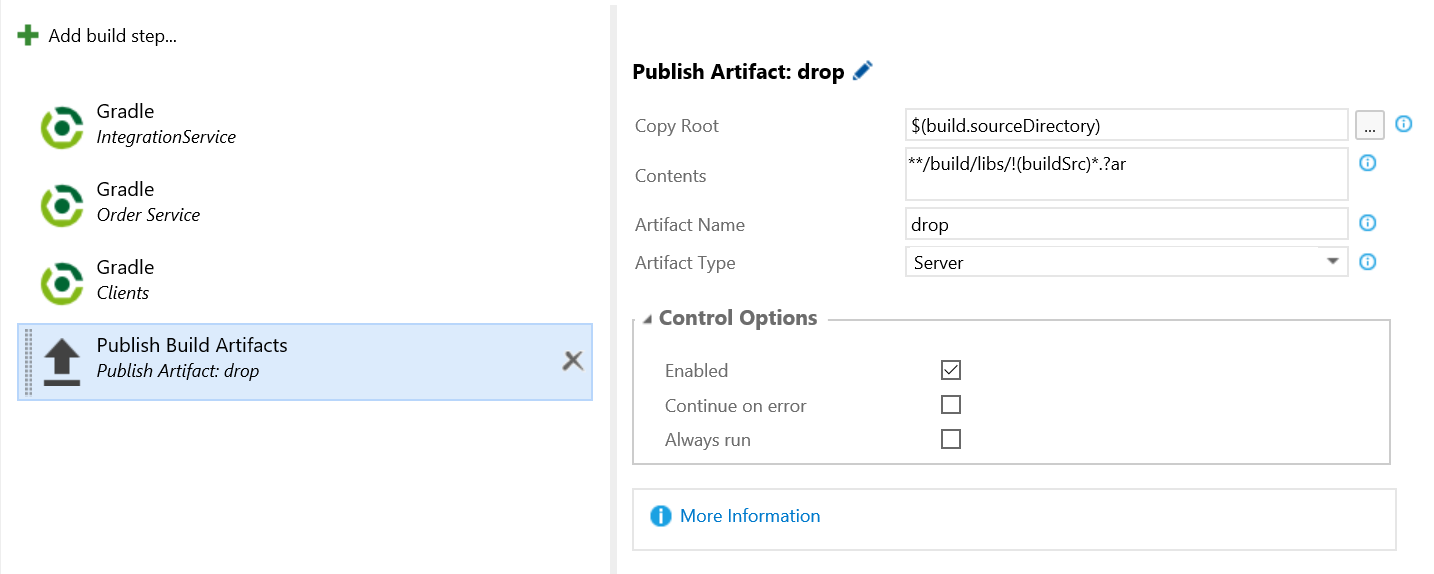 Add build step...
Gradle
IntegrationService
Gradle
Order Service
Gradle
Clients
Publish Build Artifacts
Publish Artifact: drop
Publish Artifact: drop
Copy Root
$(build.sourceDirectory)
...
Contents
**/build/libs/!(buildSrc)*.?ar
Artifact Name
drop
Artifact Type
Server
Control Options
Enabled
Continue on error
Always run
More Information